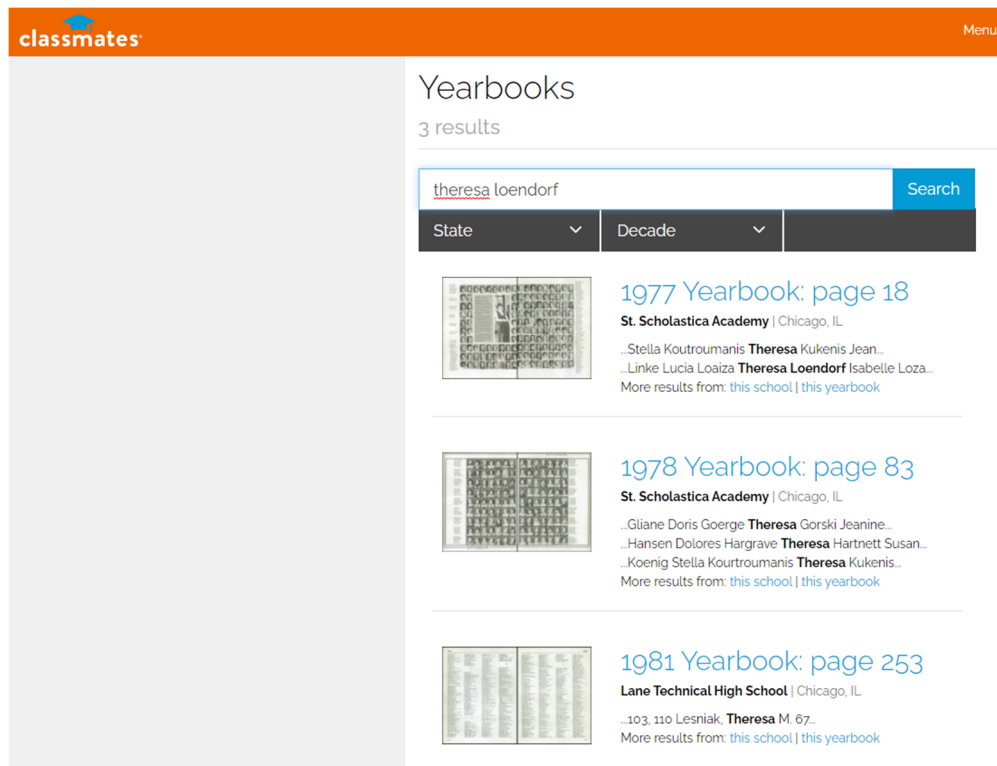 classmates
Menu
Yearbooks
3 results
theresa loendorf
Search
State
Decade
1977 Yearbook: page 18
St. Scholastica Academy | Chicago, IL
...Stella Koutroumanis Theresa Kukenis Jean...
...Linke Lucia Loaiza Theresa Loendorf Isabelle Loza...
More results from: this school | this yearbook
1978 Yearbook: page 83
St. Scholastica Academy | Chicago, IL
...Gliane Doris Goerge Theresa Gorski Jeanine...
...Hansen Dolores Hargrave Theresa Hartnett Susan...
...Koenig Stella Kourtroumanis Theresa Kukenis...
More results from: this school | this yearbook
1981 Yearbook: page 253
Lane Technical High School | Chicago, IL
...103, 110 Lesniak, Theresa M. 67...
More results from: this school | this yearbook